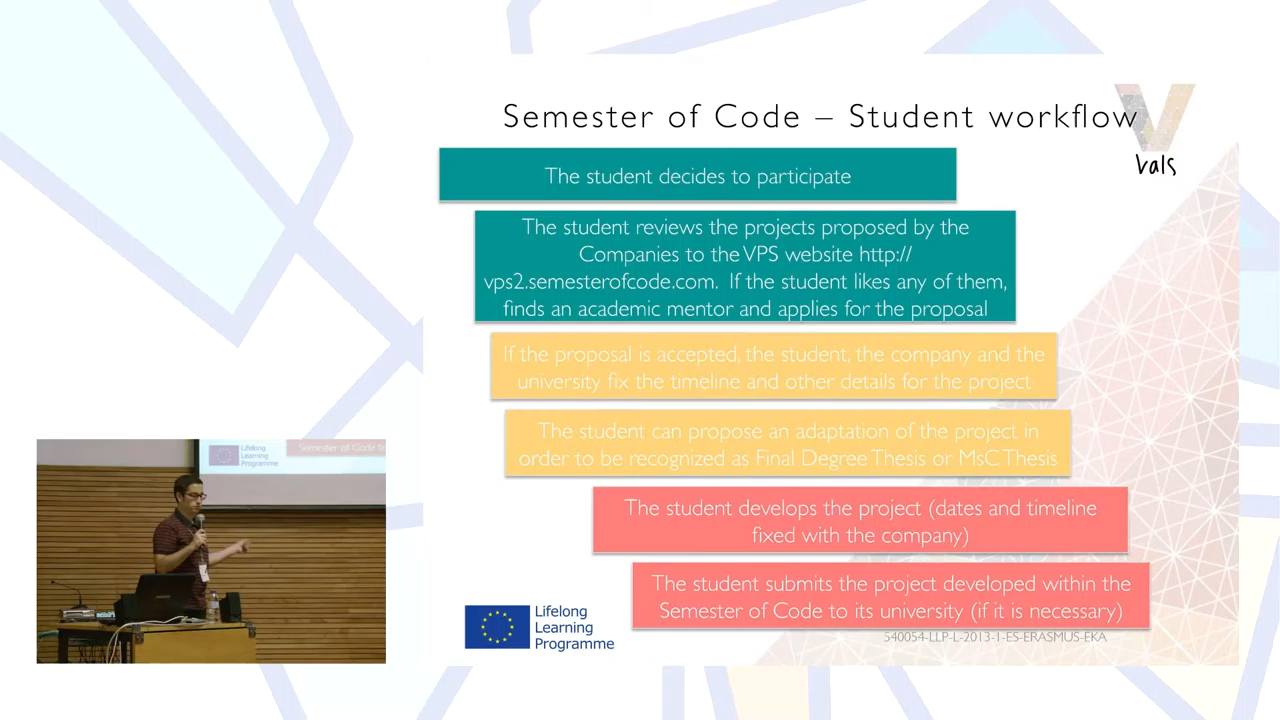 Semester of Code – Student workflow
vals
The student decides to participate
The student reviews the projects proposed by the
Companies to the VPS website http://
vps2.semesterofcode.com. If the student likes any of them,
finds an academic mentor and applies for the proposal
If the proposal is accepted, the student, the company and the
university fix the timeline and other details for the project
The student can propose an adaptation of the project in
order to be recognized as Final Degree Thesis or MsC Thesis
The student develops the project (dates and timeline
fixed with the company)
The student submits the project developed within the
Semester of Code to its university (if it is necessary)
Lifelong
Learning
Programme
540054-LLP-L-2013-1-ES-ERASMUS-EKA
Lifelong
Learning
Programme
Semester of Code